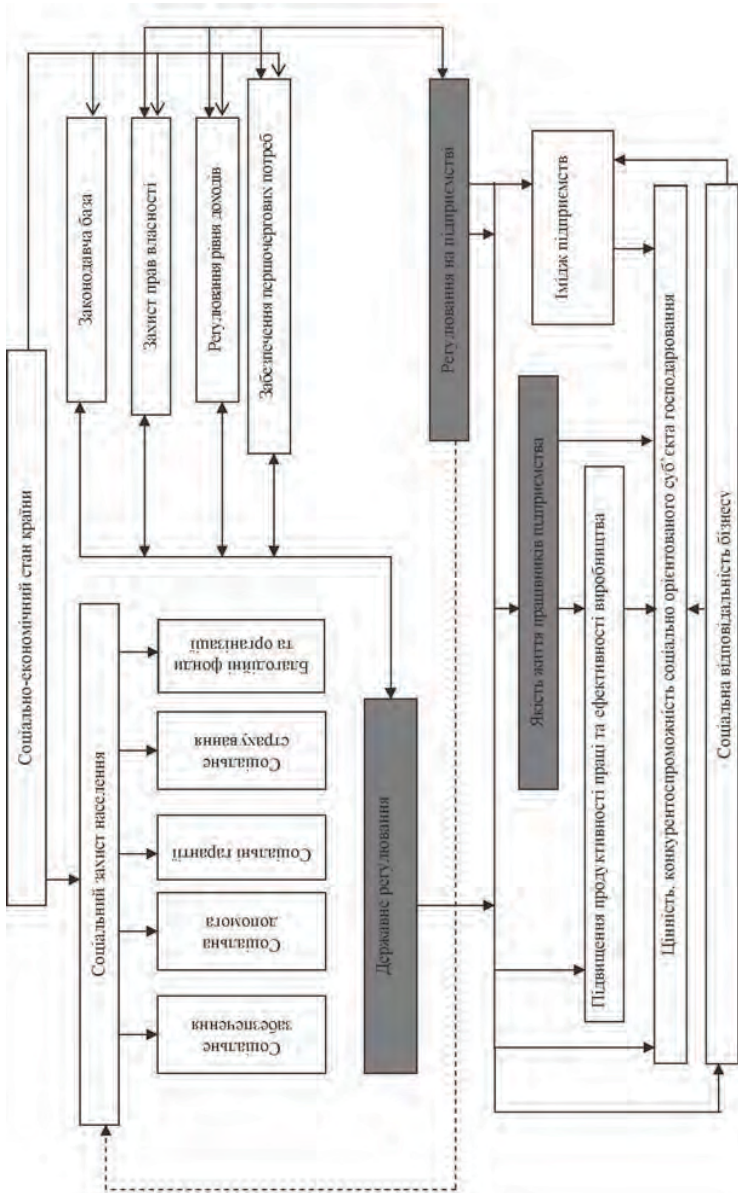 Соціально-економічний стан країни
Соціальний захист населення
Соціальне
забезпечення
Соціальна
допомога
Соціальні гарантії
Соціальне
страхування
Благодійні фонди
та організації
Законодавча база
Захист прав власності
Регулювання рівня доходів
Забезпечення першочергових потреб
Державне регулювання
Регулювання на підприємстві
Якість життя працівників підприємства
Підвищення продуктивності праці та ефективності виробництва
Імідж підприємств
Цінність, конкурентоспроможність соціально орієнтованого суб`єкта господарювання
Соціальна відповідальність бізнесу